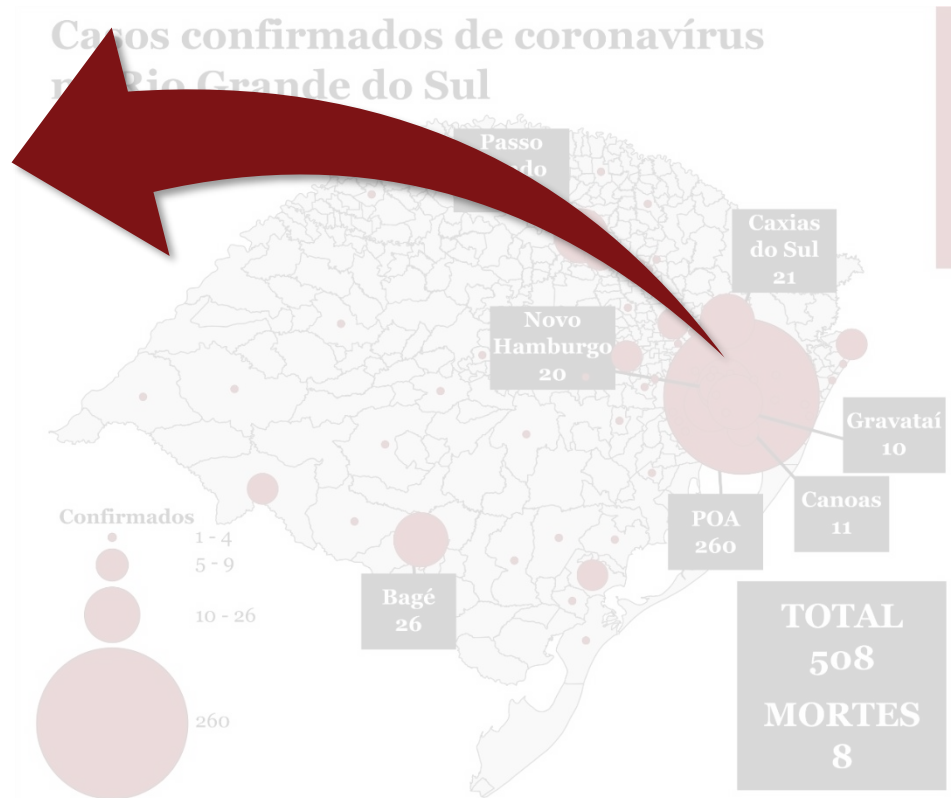 Casos confirmados de coronavírus
Rio Grande do Sul
Passo
Caxias
do Sul
21
Novo
Hamburgo
20
Gravataí
10
Canoas
11
POA
260
Bagé
26
Confirmados
1 - 4
5 - 9
10 - 26
260
TOTAL
508
MORTES
8